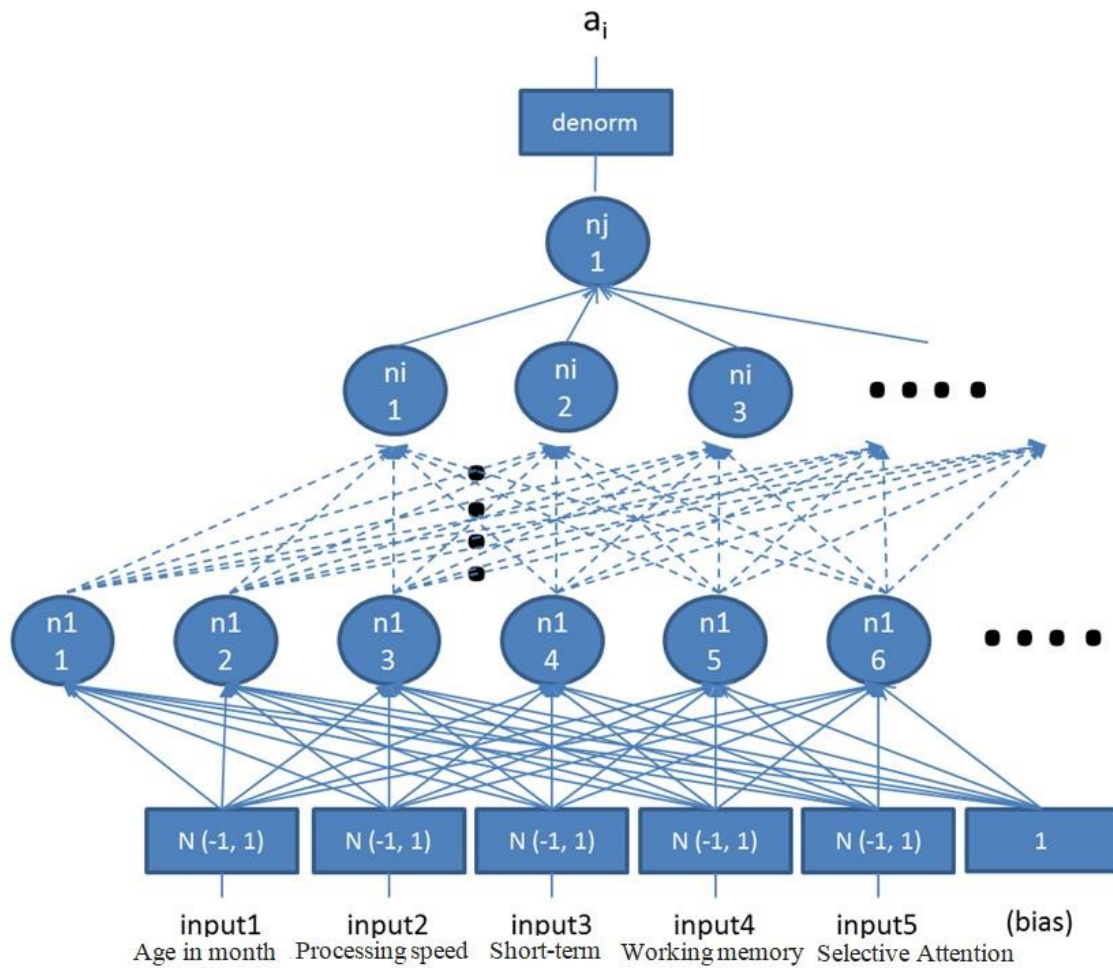 ai
denorm
nj
1
ni
1
ni
2
ni
3
n1
1
n1
2
n1
3
n1
4
n1
5
n1
6
N (-1, 1)
N (-1, 1)
N (-1, 1)
N (-1, 1)
N (-1, 1)
1
input1
input2
input3
input4
input5
(bias)
Age in month
Processing speed
Short-term
Working memory
Selective Attention